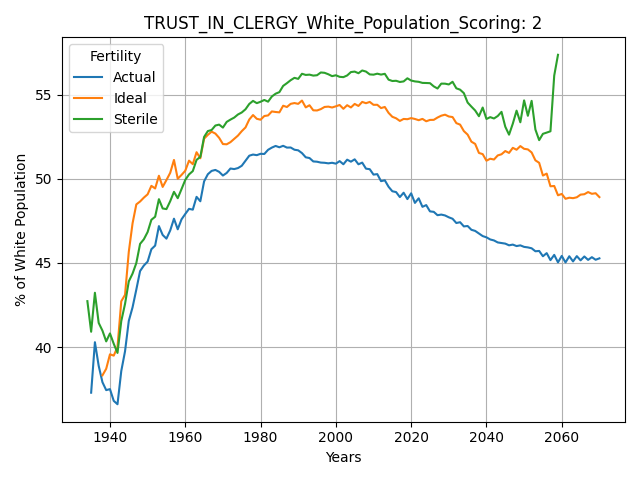 TRUST_IN_CLERGY_White_Population_Scoring: 2
Fertility
Actual
Ideal
Sterile
% of White Population
55
50
45
40
1940 1960 1980 2000 2020 2040 2060
Years